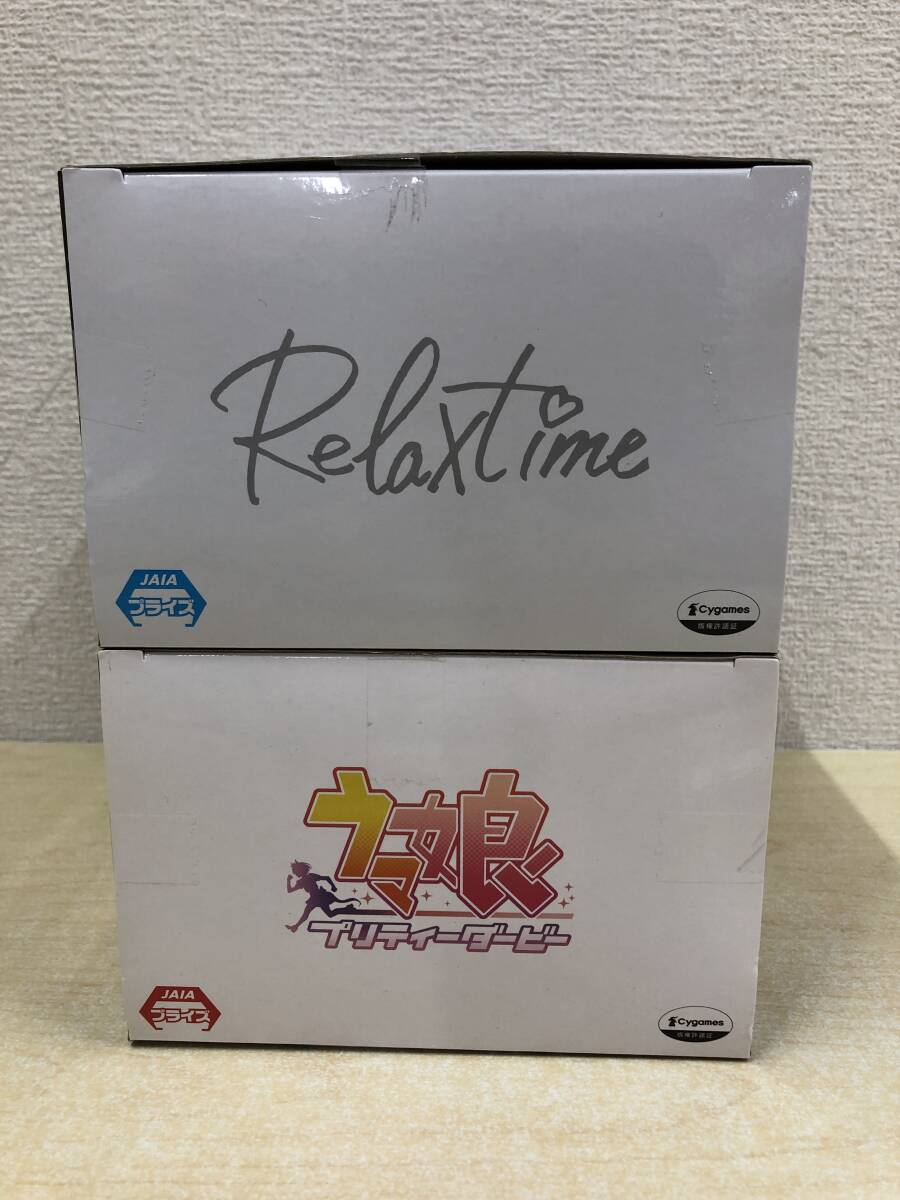 Relaxtime
JAIA
プライズ
Cygames
版権許諾証
ウマ娘
プリティーダービー
JAIA
プライズ
Cygames
版権許諾証